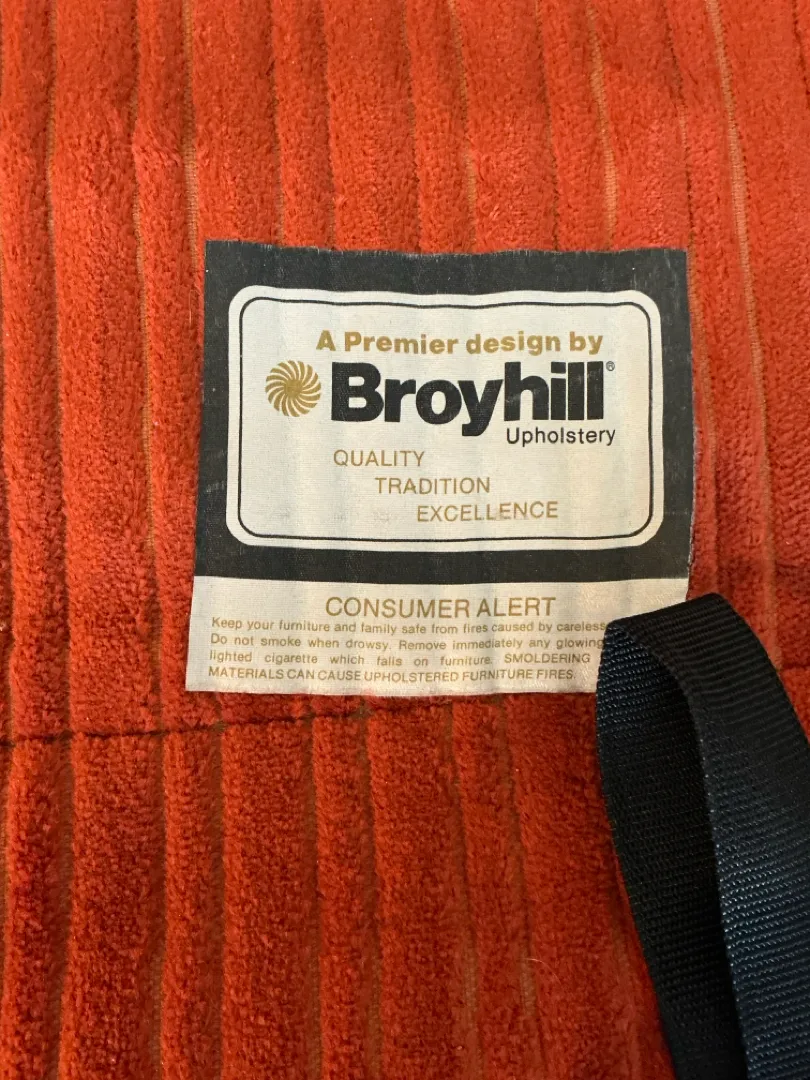 A Premier design by
Broyhill®
Upholstery
QUALITY
TRADITION
EXCELLENCE
CONSUMER ALERT
Keep your furniture and family safe from fires caused by careless
Do not smoke when drowsy. Remove immediately any glowing
lighted cigarette which falls on furniture. SMOLDERING
MATERIALS CAN CAUSE UPHOLSTERED FURNITURE FIRES.